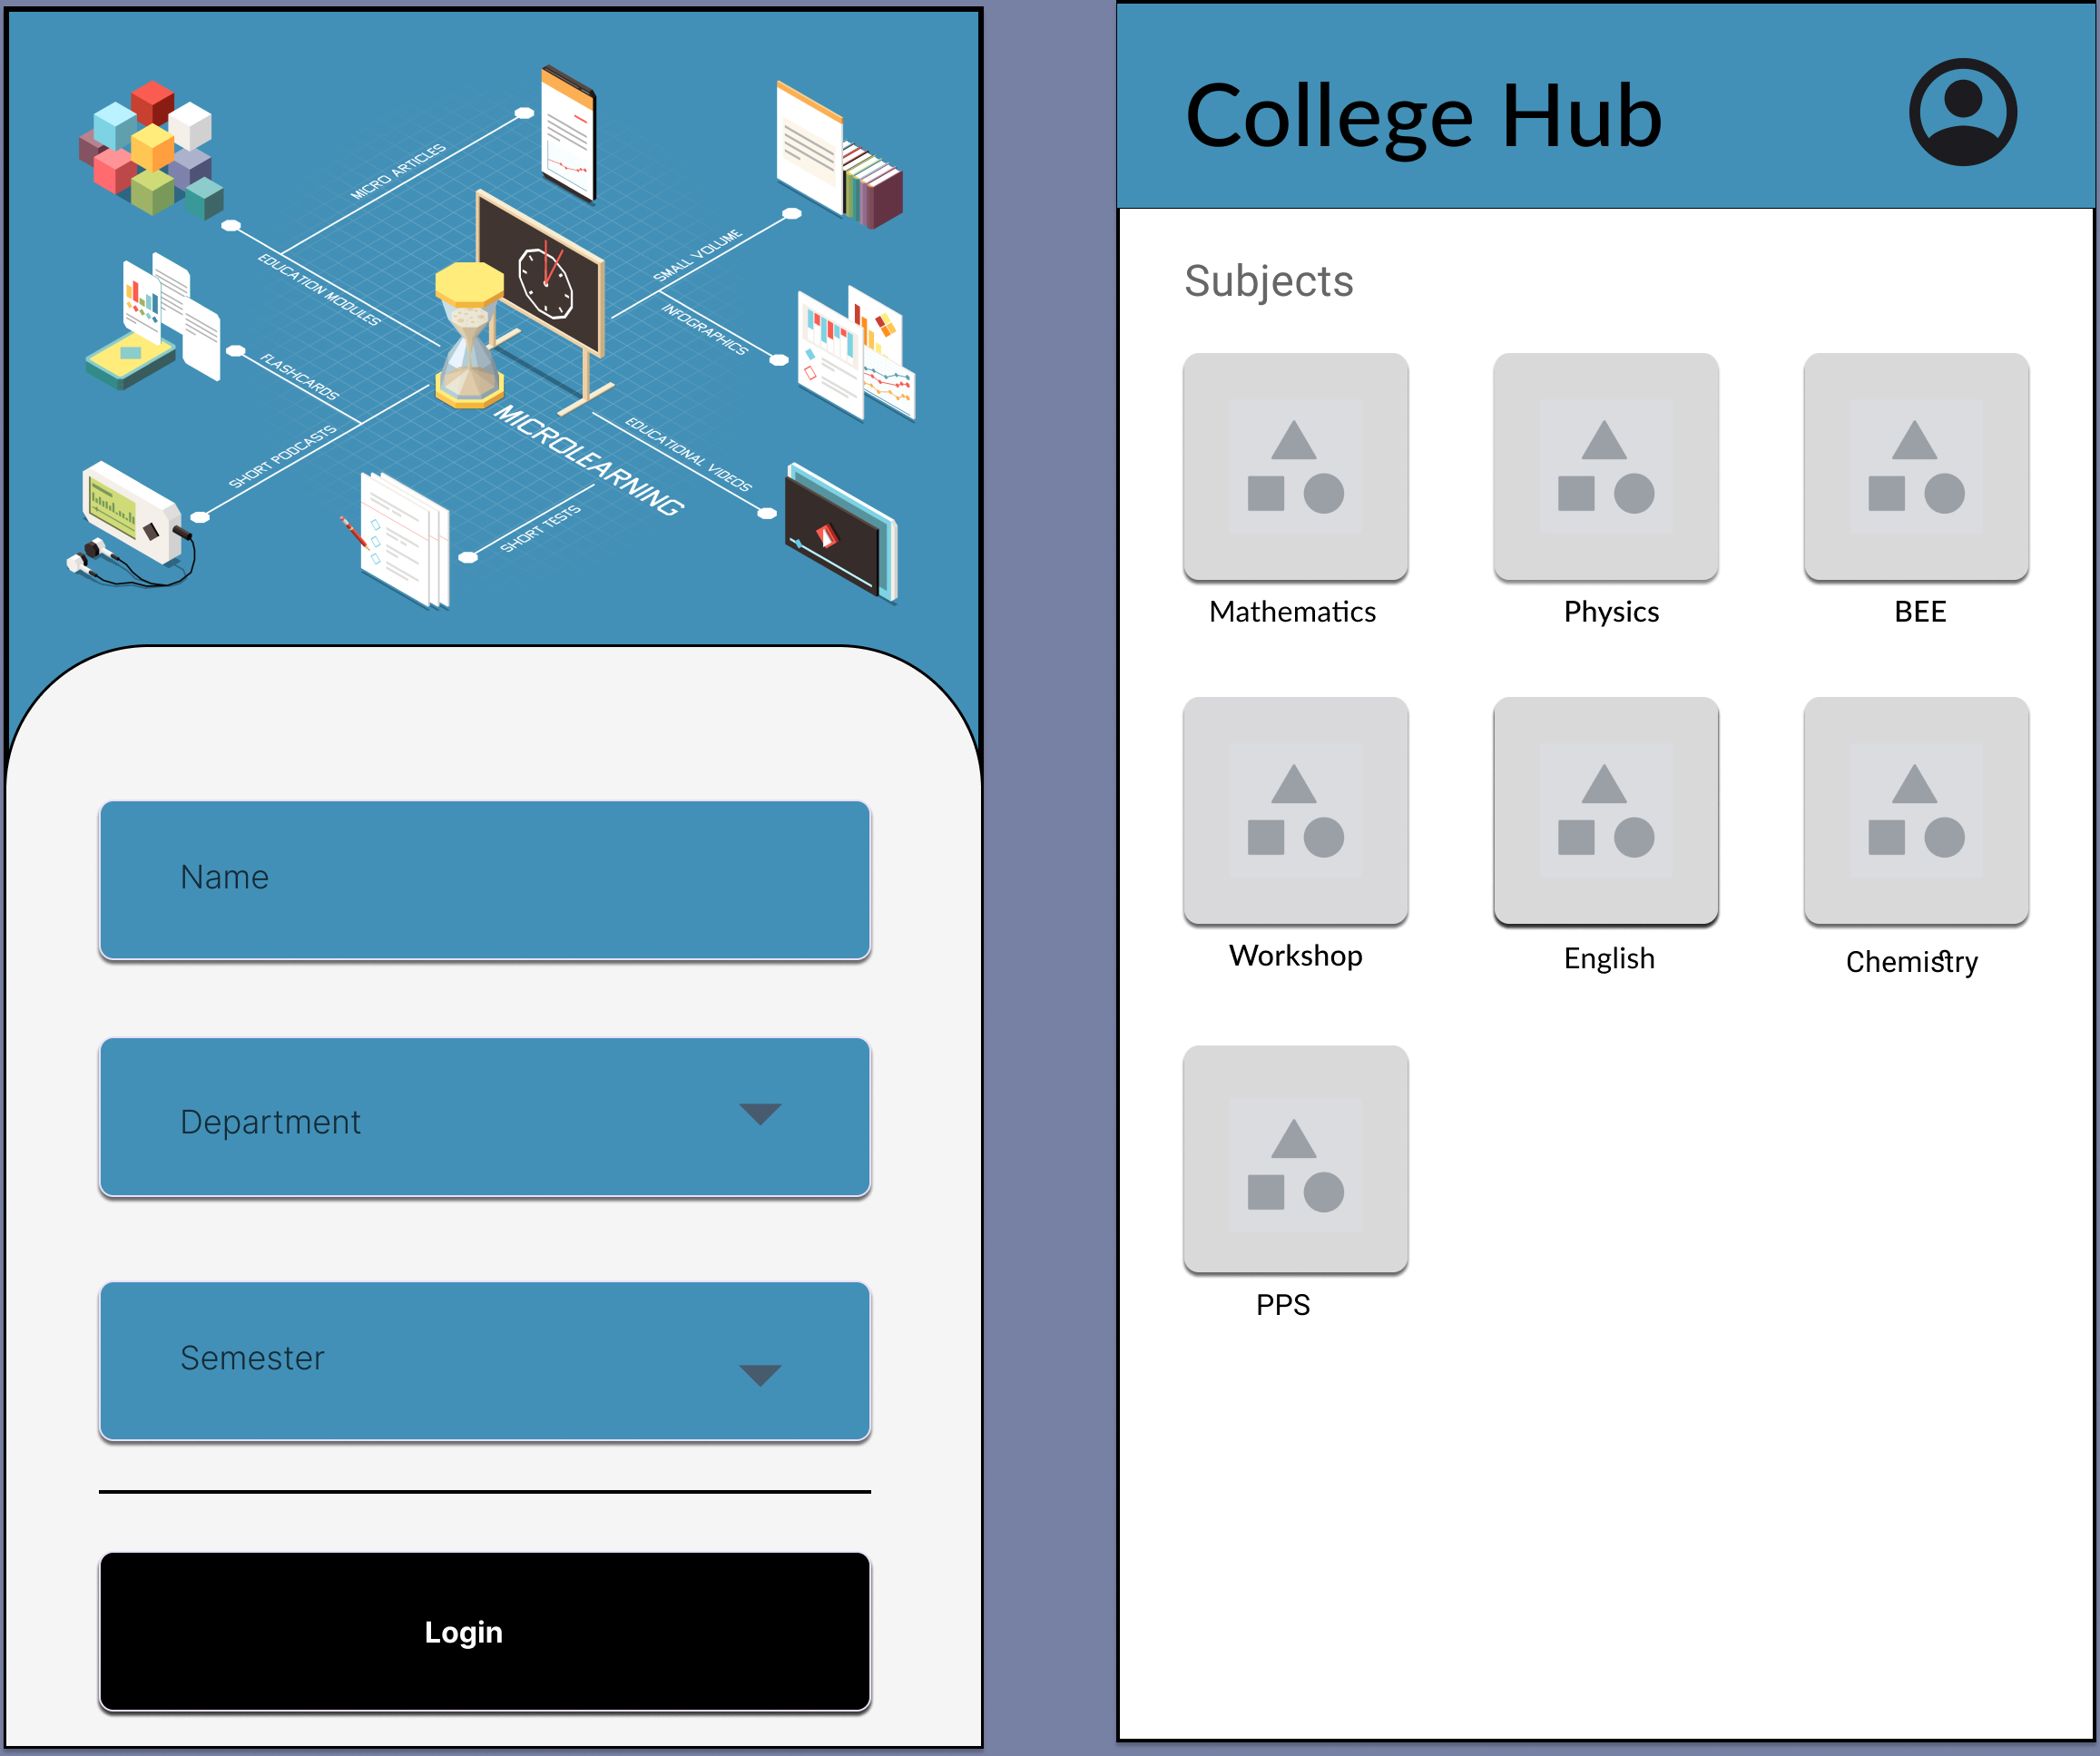 MICRO ARTICLES
EDUCATION MODULES
SMALL VOLUME
INFOGRAPHICS
FLASHCARDS
SHORT PODCASTS
MICROLEARNING
EDUCATIONAL VIDEOS
SHORT TESTS
Name
Department
Semester
Login
College Hub
Subjects
Mathematics Physics BEE
Workshop English Chemistry
PPS